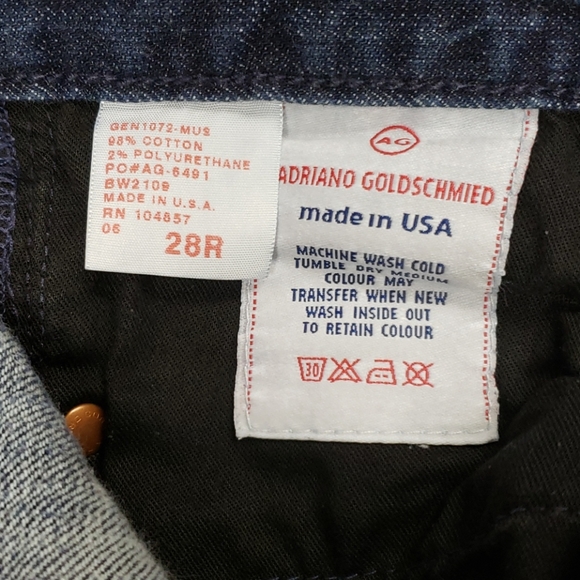 GEN1072-MUS
98% COTTON
2% POLYURETHANE
PO#AG-6491
BW2109
MADE IN U.S.A.
RN 104857
06
28R
AG
ADRIANO GOLDSCHMIED
made in USA
MACHINE WASH COLD
TUMBLE DRY MEDIUM
COLOUR MAY
TRANSFER WHEN NEW
WASH INSIDE OUT
TO RETAIN COLOUR
30